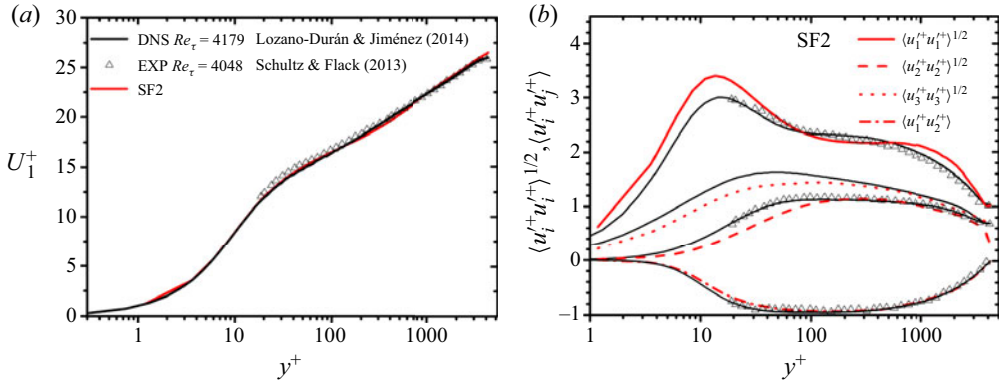 (a)
DNS Reτ = 4179 Lozano-Durán & Jiménez (2014)
EXP Reτ = 4048 Schultz & Flack (2013)
SF2
30
25
20
15
10
5
0
U₁⁺
1
10
100
1000
y⁺
(b)
SF2
⟨u₁′⁺u₁′⁺⟩¹/²
⟨u₂′⁺u₂′⁺⟩¹/²
⟨u₃′⁺u₃′⁺⟩¹/²
⟨u₁′⁺u₂′⁺⟩
4
3
2
1
0
−1
⟨uᵢ′⁺uᵢ′⁺⟩¹/²,⟨uᵢ′⁺uⱼ′⁺⟩
1
10
100
1000
y⁺